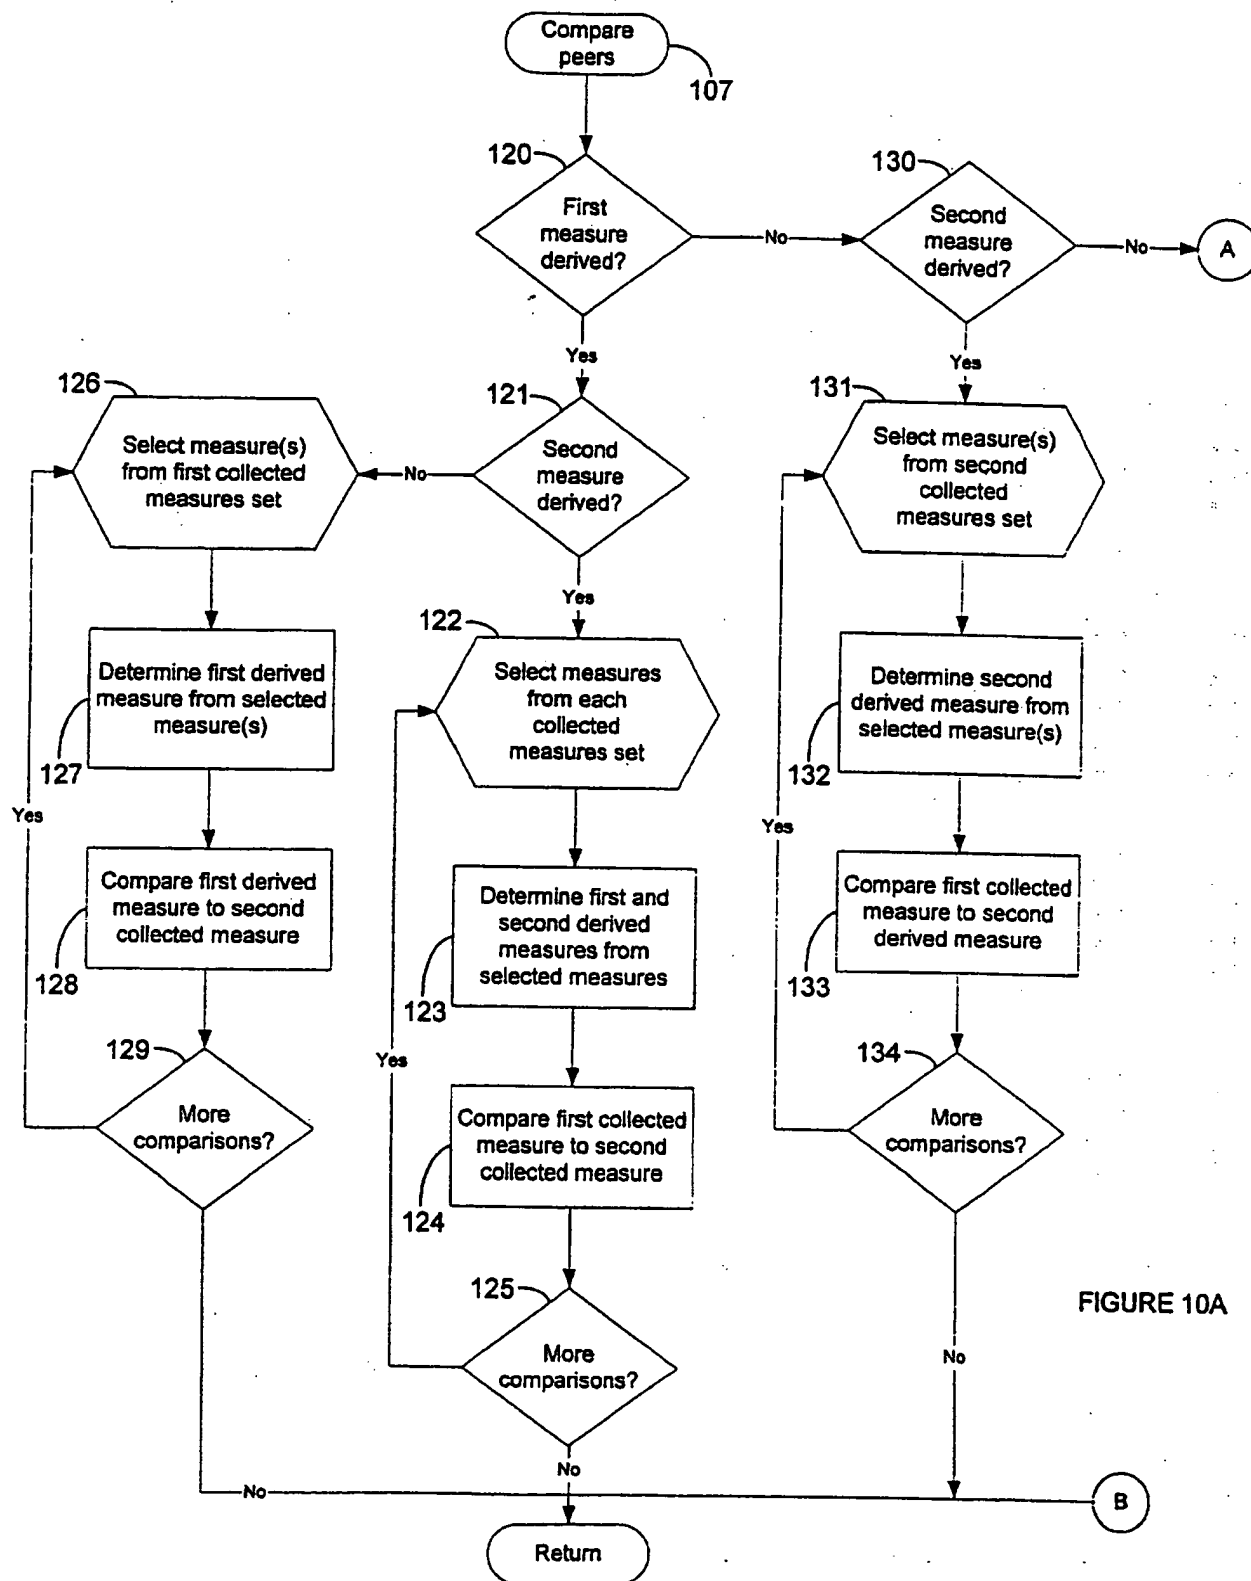 Compare
peers
107
120
First
measure
derived?
No
130
Second
measure
derived?
No
A
Yes
Yes
126
Select measure(s)
from first collected
measures set
No
121
Second
measure
derived?
131
Select measure(s)
from second
collected
measures set
Yes
122
Select measures
from each
collected
measures set
Determine first derived
measure from selected
measure(s)
127
Determine second
derived measure from
selected measure(s)
132
Yes
Yes
Compare first derived
measure to second
collected measure
128
Determine first and
second derived
measures from
selected measures
123
Compare first collected
measure to second
derived measure
133
129
More
comparisons?
Yes
134
More
comparisons?
Compare first collected
measure to second
collected measure
124
125
More
comparisons?
FIGURE 10A
No
No
No
B
Return